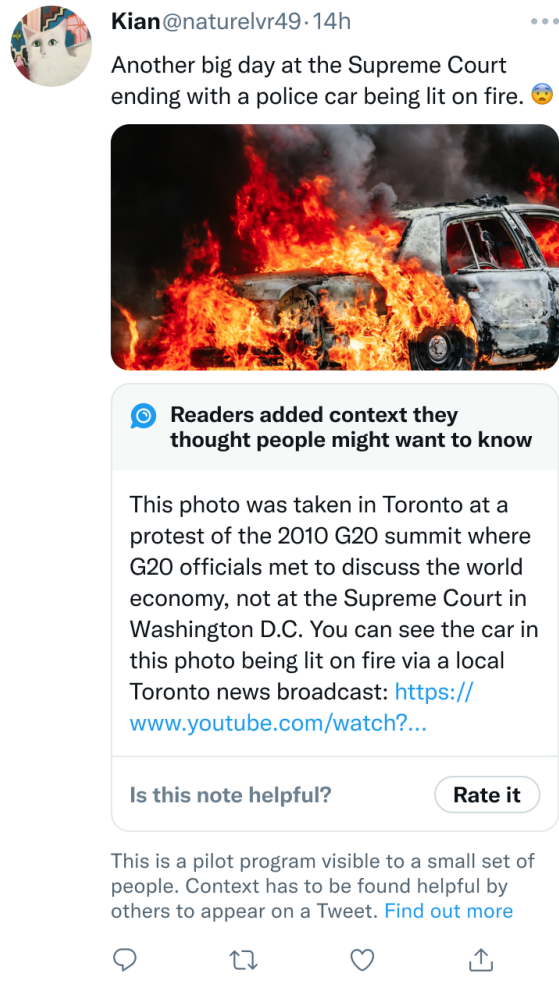 Kian @naturelvr49 · 14h
Another big day at the Supreme Court
ending with a police car being lit on fire. 😨
Readers added context they
thought people might want to know
This photo was taken in Toronto at a
protest of the 2010 G20 summit where
G20 officials met to discuss the world
economy, not at the Supreme Court in
Washington D.C. You can see the car in
this photo being lit on fire via a local
Toronto news broadcast: https://
www.youtube.com/watch?...
Is this note helpful?
Rate it
This is a pilot program visible to a small set of
people. Context has to be found helpful by
others to appear on a Tweet. Find out more